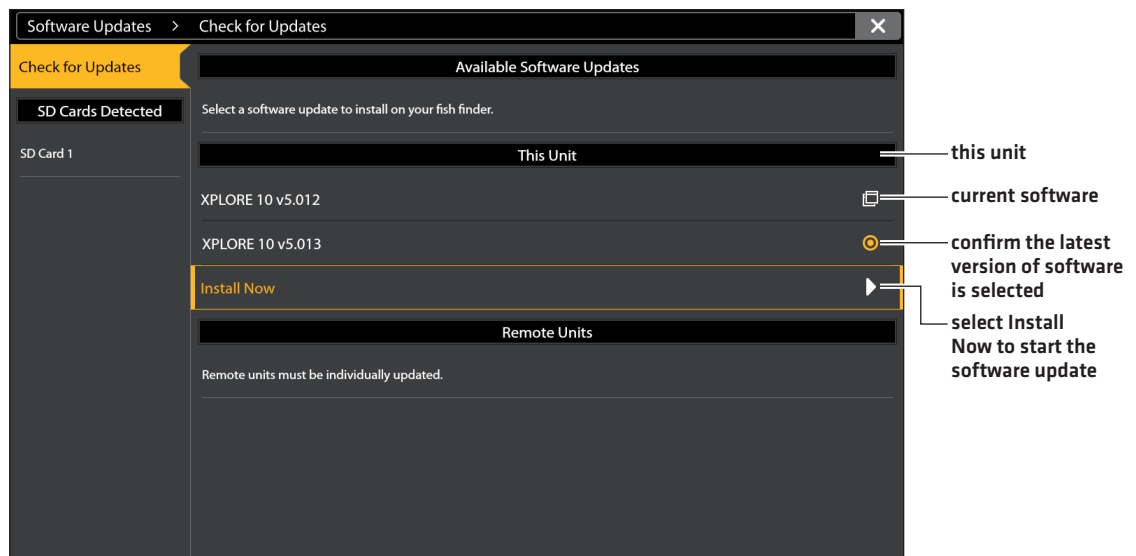 Software Updates > Check for Updates
Check for Updates
Available Software Updates
SD Cards Detected
Select a software update to install on your fish finder.
SD Card 1
This Unit
this unit
XPLORE 10 v5.012
current software
XPLORE 10 v5.013
confirm the latest
version of software
is selected
Install Now
select Install
Now to start the
software update
Remote Units
Remote units must be individually updated.